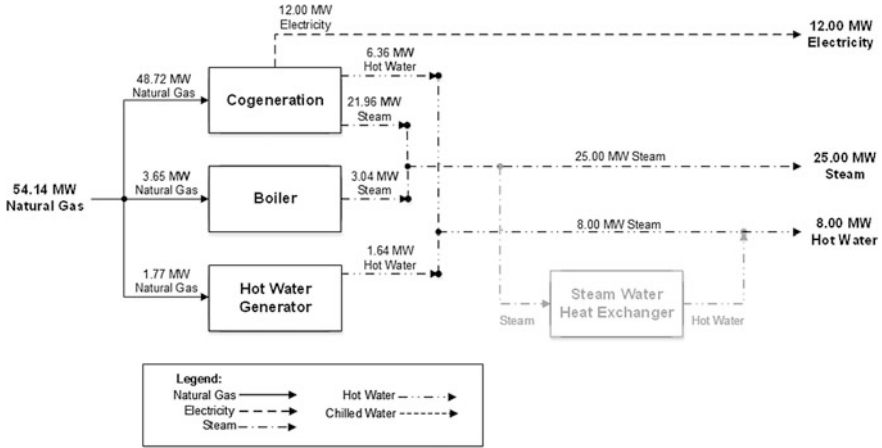 12.00 MW
Electricity
12.00 MW
Electricity
6.36 MW
Hot Water
48.72 MW
Natural Gas
Cogeneration
21.96 MW
Steam
54.14 MW
Natural Gas
3.65 MW
Natural Gas
Boiler
3.04 MW
Steam
25.00 MW Steam
25.00 MW
Steam
8.00 MW Steam
8.00 MW
Hot Water
1.64 MW
Hot Water
1.77 MW
Natural Gas
Hot Water
Generator
Steam
Steam Water
Heat Exchanger
Hot Water
Legend:
Natural Gas
Electricity
Steam
Hot Water
Chilled Water